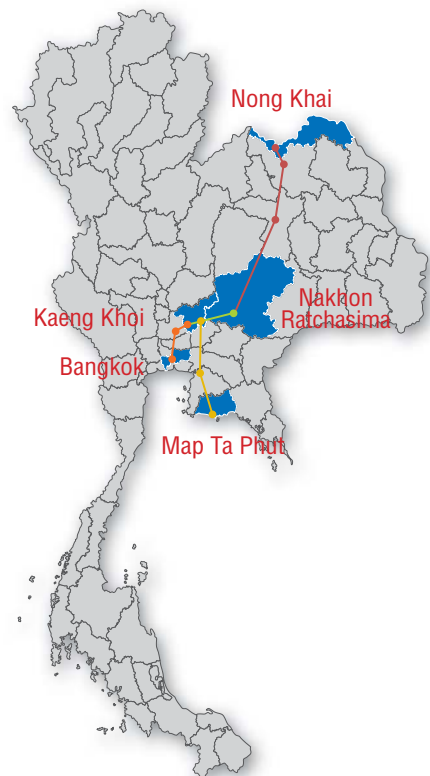 Nong Khai
Nakhon
Ratchasima
Kaeng Khoi
Bangkok
Map Ta Phut